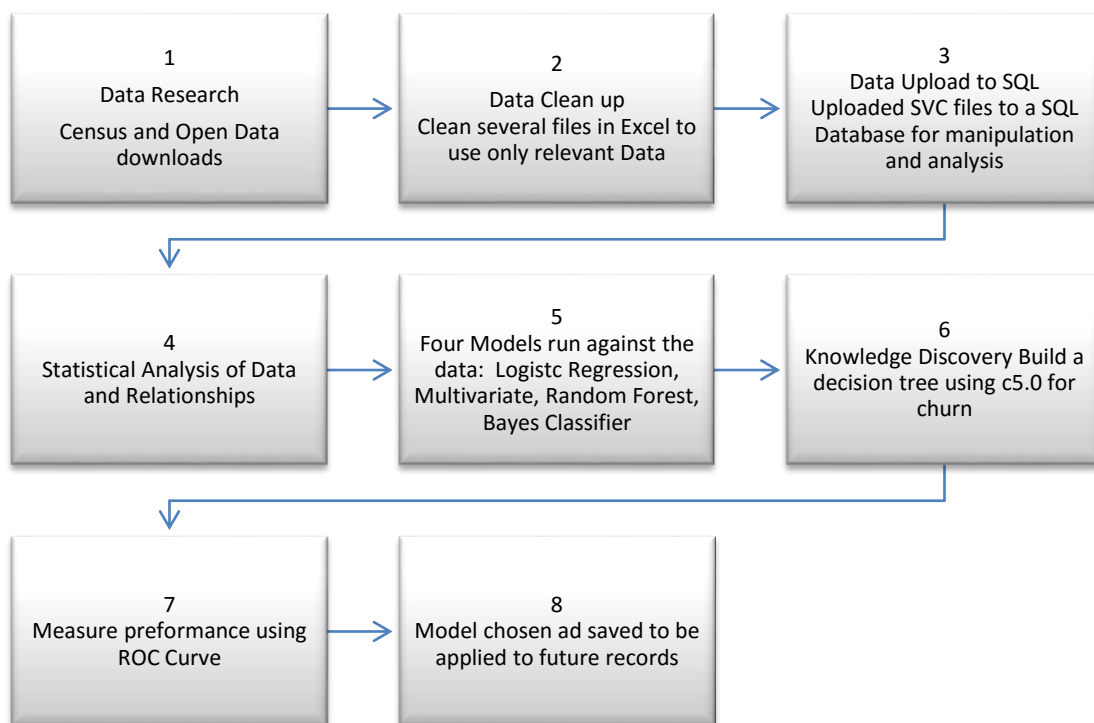 1
Data Research
Census and Open Data
downloads
2
Data Clean up
Clean several files in Excel to
use only relevant Data
3
Data Upload to SQL
Uploaded SVC files to a SQL
Database for manipulation
and analysis
4
Statistical Analysis of Data
and Relationships
5
Four Models run against the
data:  Logistc Regression,
Multivariate, Random Forest,
Bayes Classifier
6
Knowledge Discovery Build a
decision tree using c5.0 for
churn
7
Measure preformance using
ROC Curve
8
Model chosen ad saved to be
applied to future records